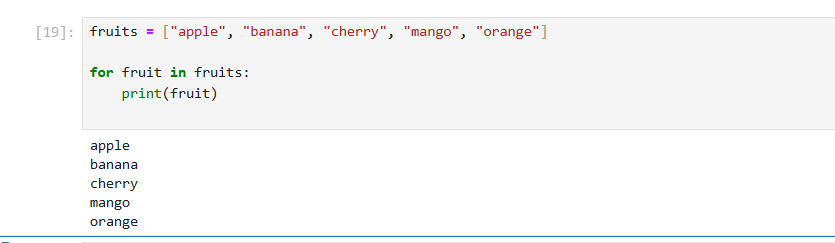 [19]: fruits = ["apple", "banana", "cherry", "mango", "orange"]
for fruit in fruits:
    print(fruit)
apple
banana
cherry
mango
orange